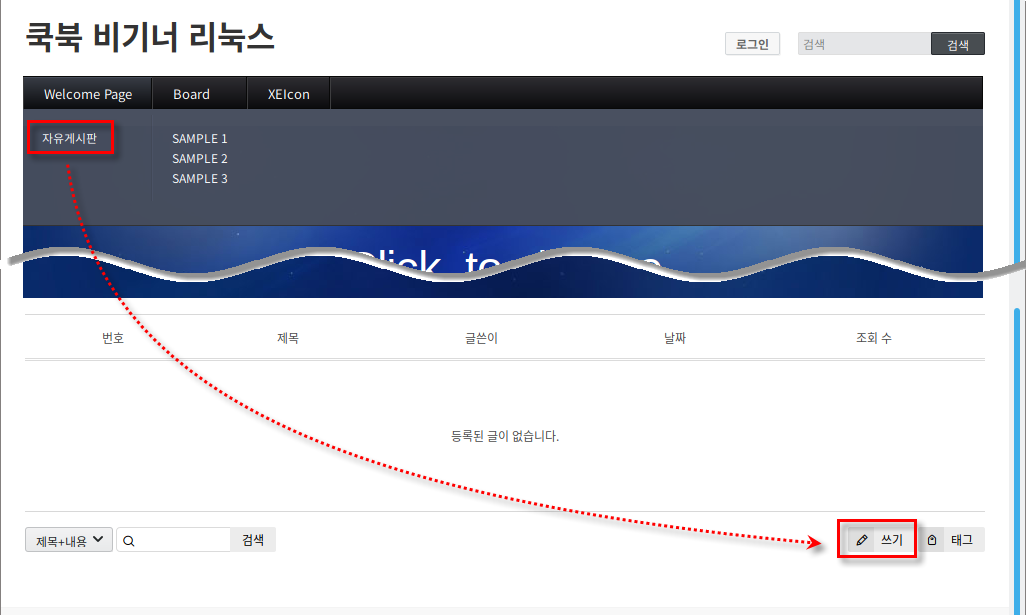 쿡북 비기너 리눅스
로그인 검색 검색
Welcome Page Board XEIcon
자유게시판 SAMPLE 1
SAMPLE 2
SAMPLE 3
Click to
번호 제목 글쓴이 날짜 조회 수
등록된 글이 없습니다.
제목+내용 검색 쓰기 태그